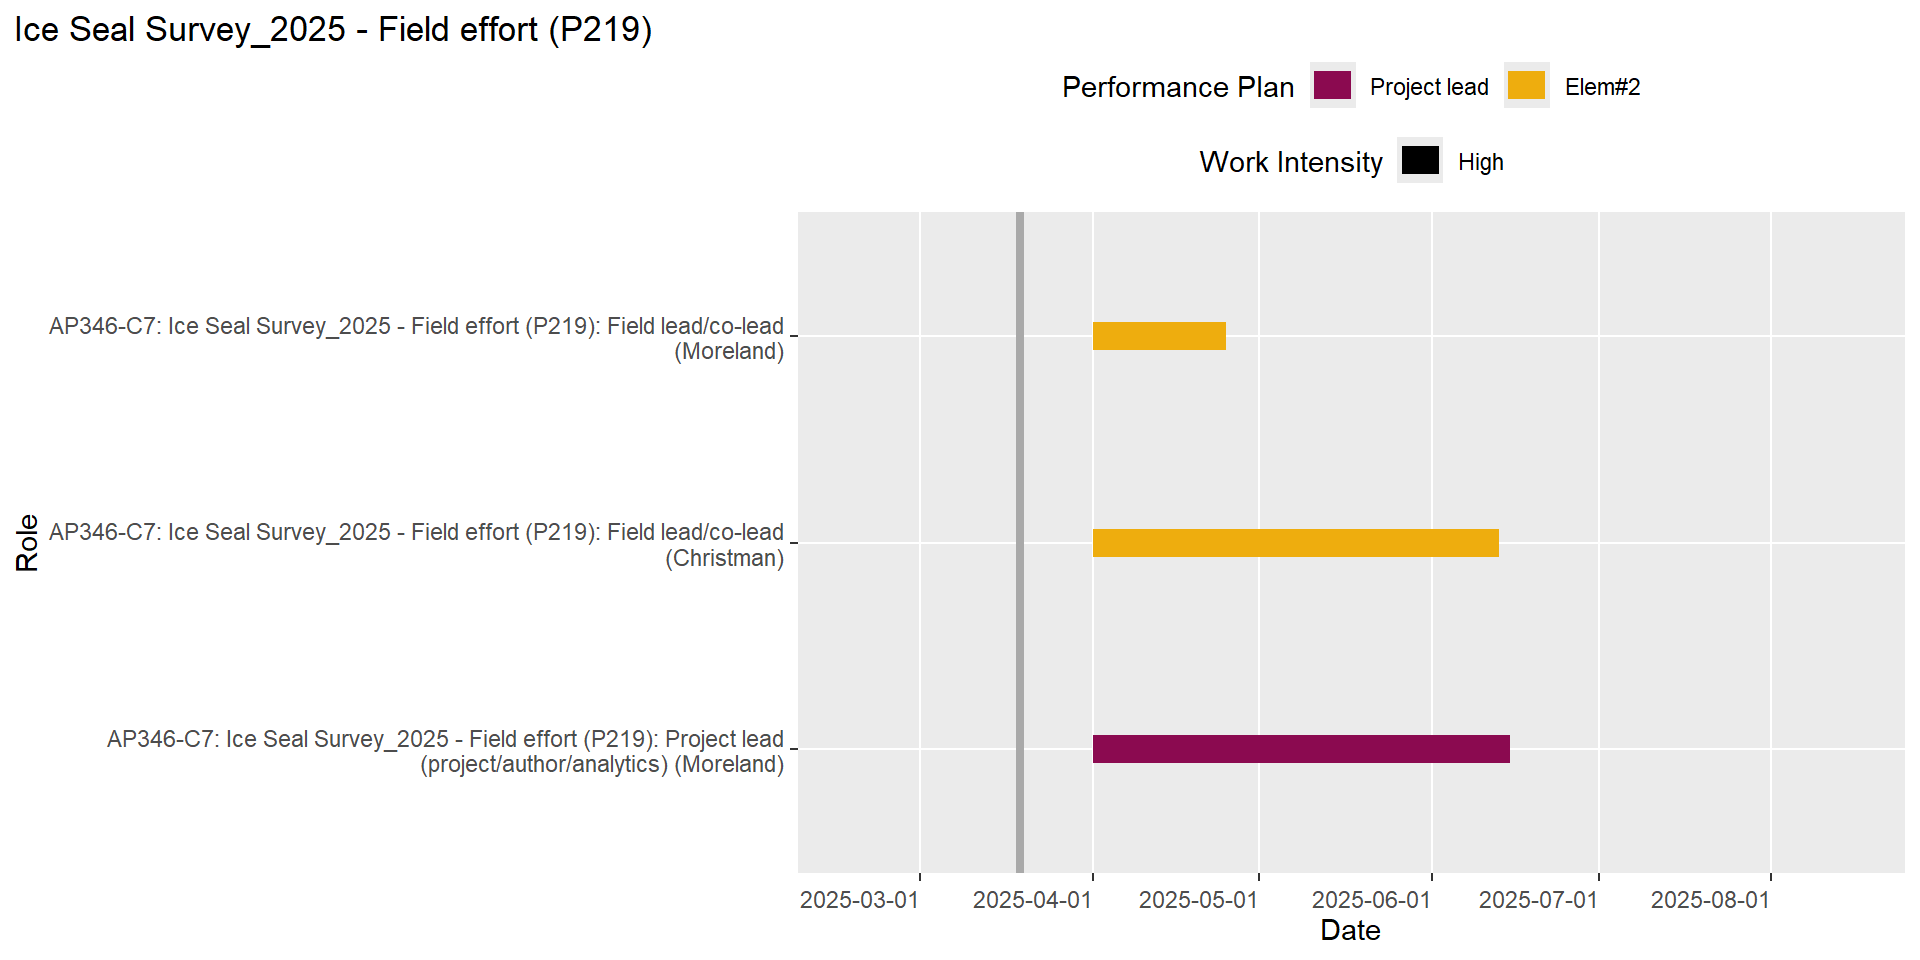 Ice Seal Survey_2025 - Field effort (P219)
Performance Plan Project lead Elem#2
Work Intensity High
AP346-C7: Ice Seal Survey_2025 - Field effort (P219): Field lead/co-lead
(Moreland)
Role
AP346-C7: Ice Seal Survey_2025 - Field effort (P219): Field lead/co-lead
(Christman)
AP346-C7: Ice Seal Survey_2025 - Field effort (P219): Project lead
(project/author/analytics) (Moreland)
2025-03-01 2025-04-01 2025-05-01 2025-06-01 2025-07-01 2025-08-01
Date